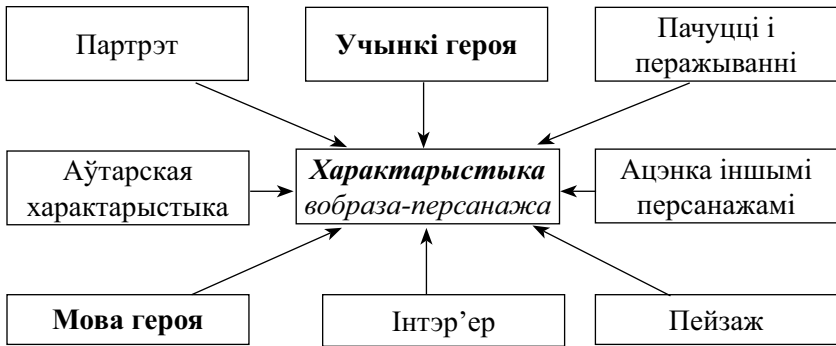 Партрэт
Учынкі героя
Пачуцці і
перажыванні
Аўтарская
характарыстыка
Характарыстыка
вобраза-персанажа
Ацэнка іншымі
персанажамі
Мова героя
Інтэр’ер
Пейзаж